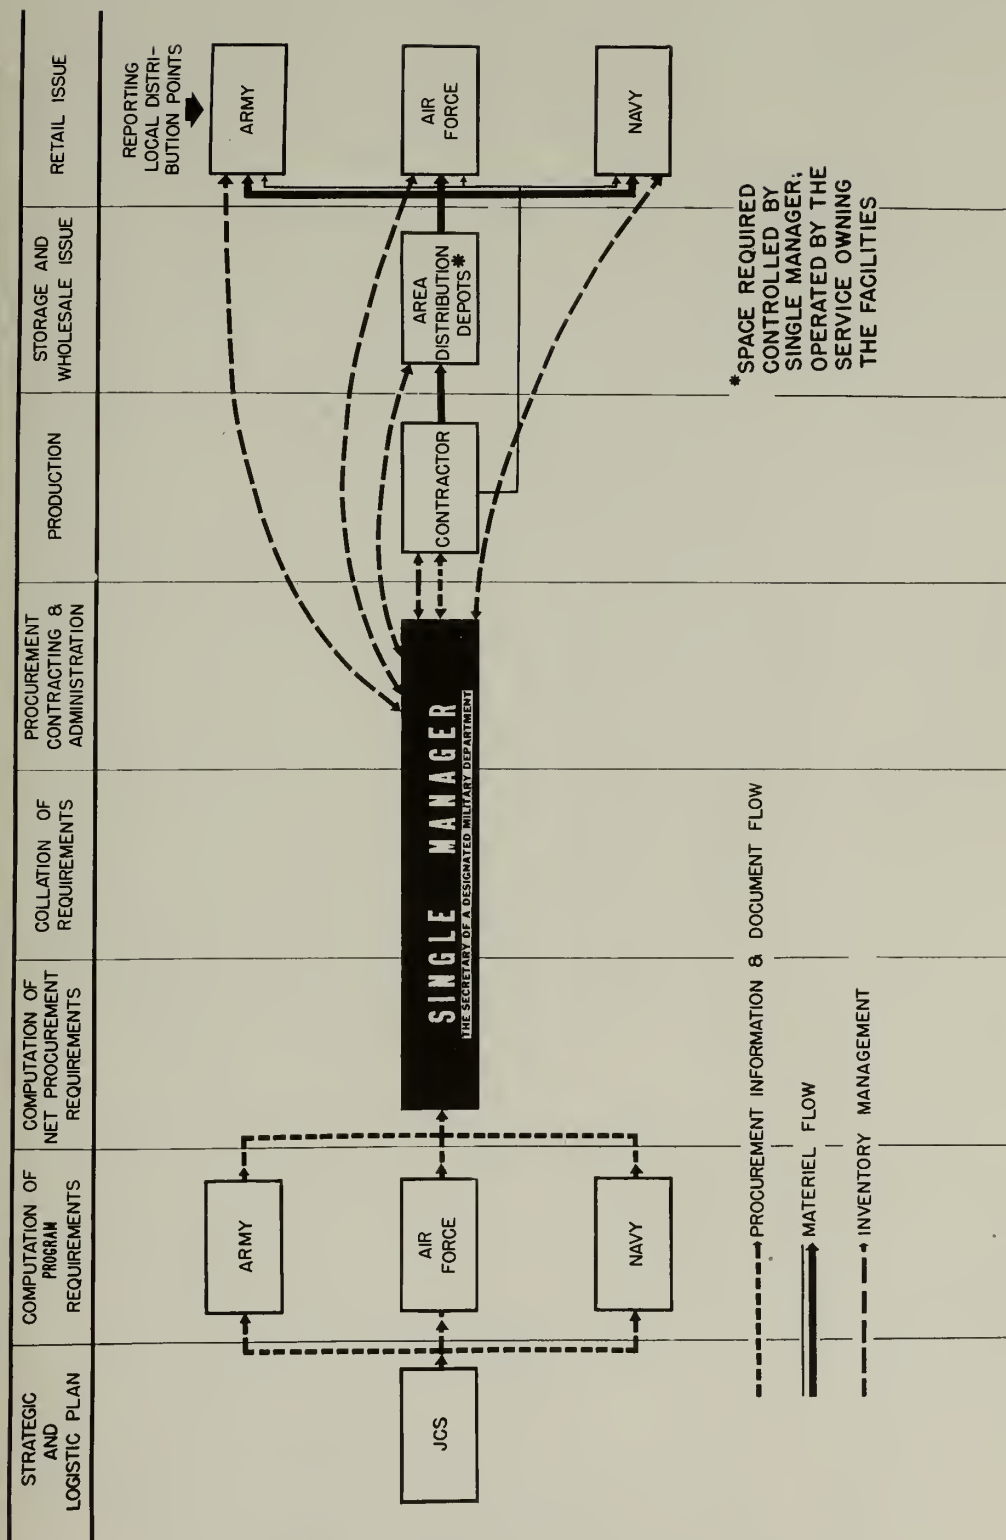 STRATEGIC
AND
LOGISTIC PLAN
COMPUTATION OF
PROGRAM
REQUIREMENTS
COMPUTATION OF
NET PROCUREMENT
REQUIREMENTS
COLLATION OF
REQUIREMENTS
PROCUREMENT
CONTRACTING &
ADMINISTRATION
PRODUCTION
STORAGE AND
WHOLESALE ISSUE
RETAIL ISSUE
REPORTING
LOCAL DISTRI-
BUTION POINTS
JCS
ARMY
AIR
FORCE
NAVY
SINGLE MANAGER
THE SECRETARY OF A DESIGNATED MILITARY DEPARTMENT
CONTRACTOR
AREA
DISTRIBUTION
DEPOTS*
ARMY
AIR
FORCE
NAVY
PROCUREMENT INFORMATION & DOCUMENT FLOW
MATERIEL FLOW
INVENTORY MANAGEMENT
*SPACE REQUIRED
CONTROLLED BY
SINGLE MANAGER;
OPERATED BY THE
SERVICE OWNING
THE FACILITIES